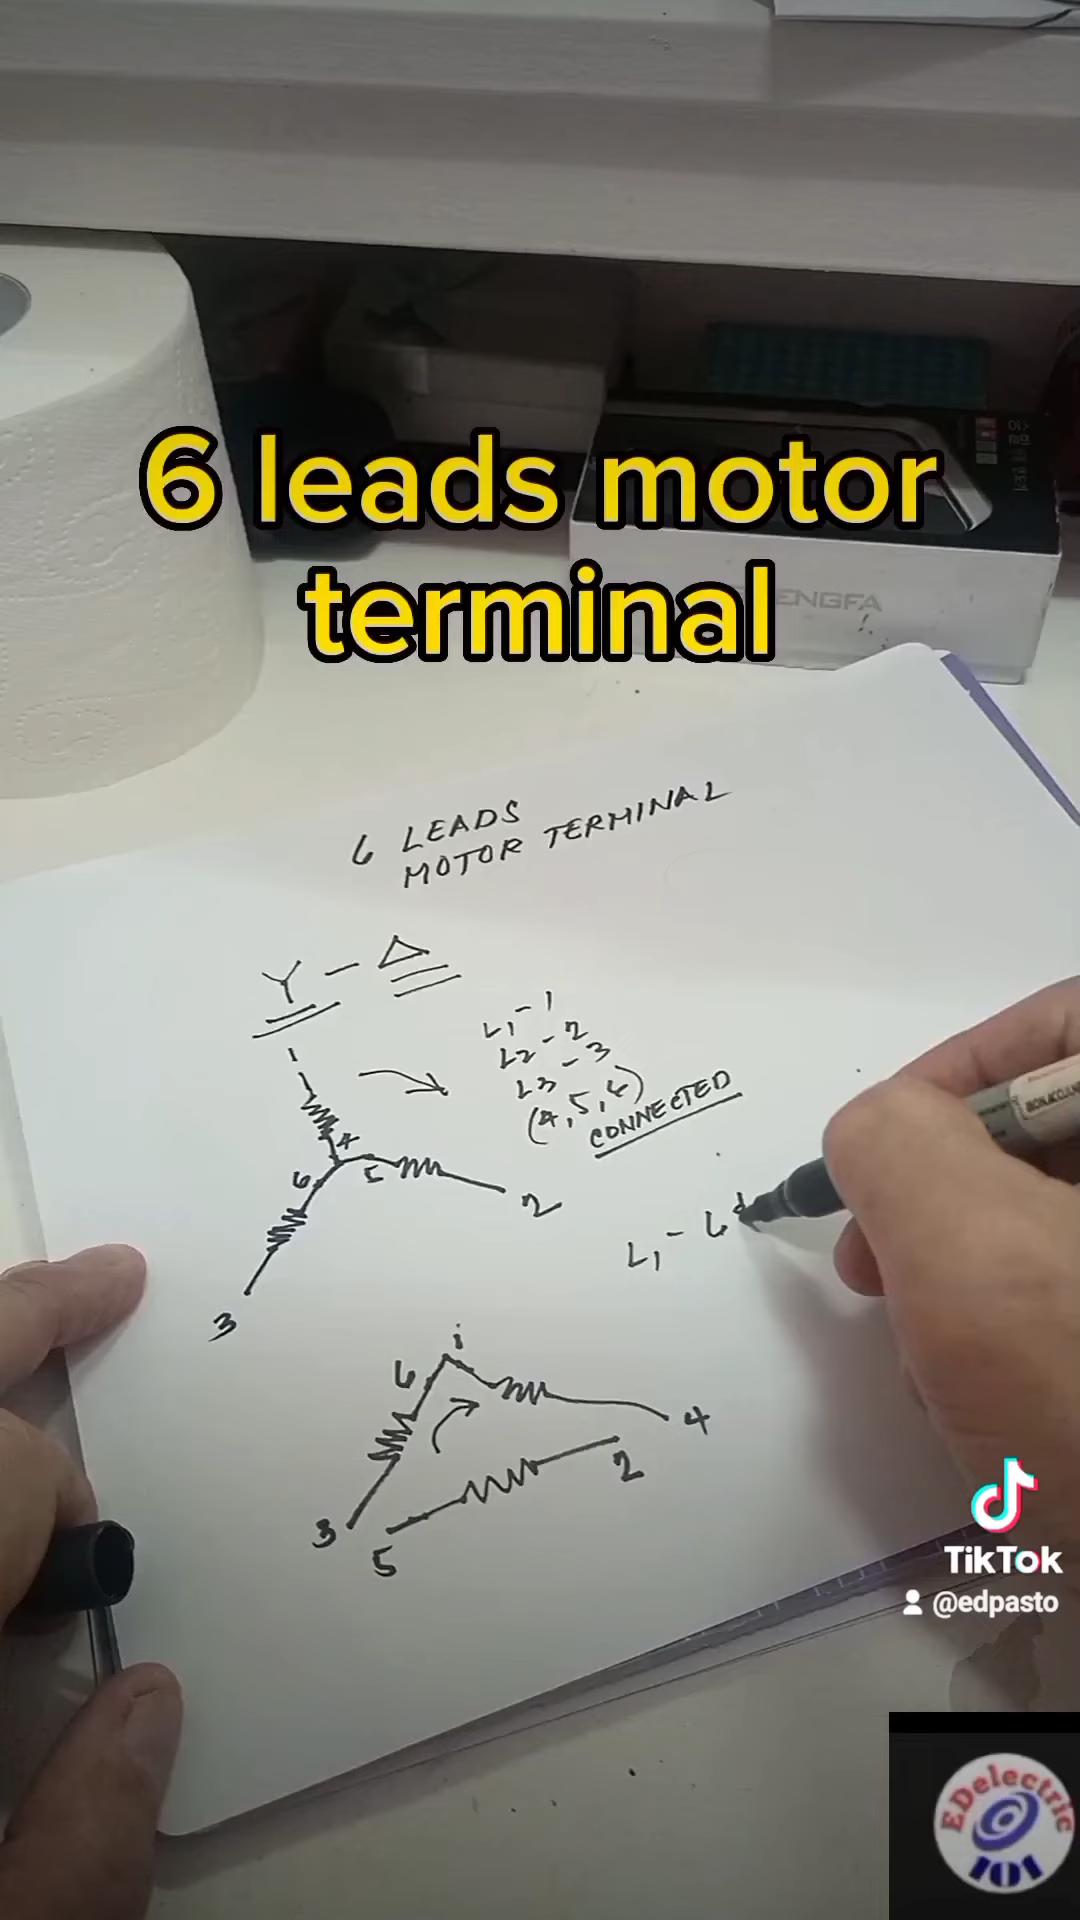 6 leads motor
terminal
ENGFA
6 LEADS
MOTOR TERMINAL
Y - Δ
L1 - 1
L2 - 2
L3 - 3
(4, 5, 6)
CONNECTED
1
4
6
5
2
3
L1 - 6
1
6
4
2
3
5
TikTok
@edpasto
EDelectric
101